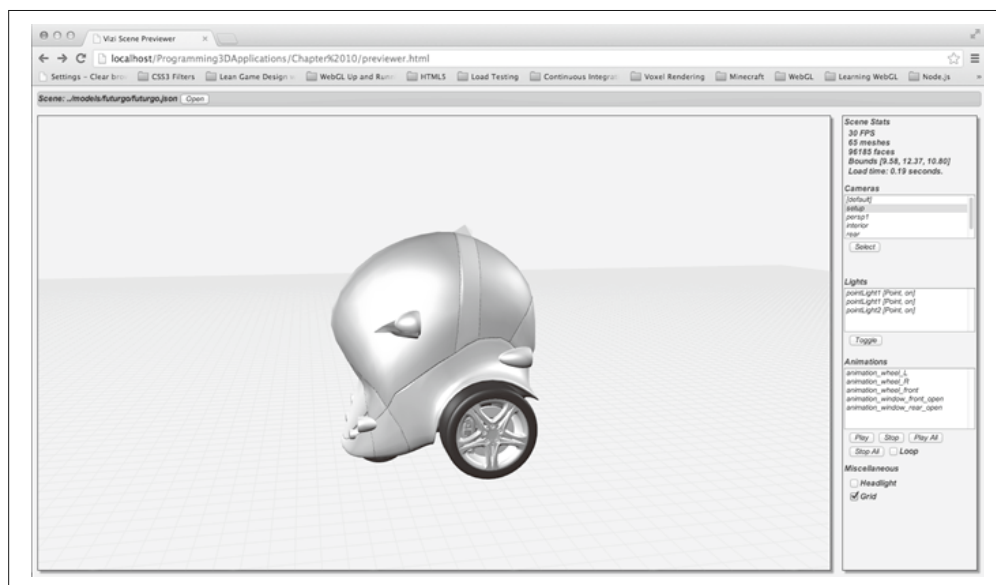 Vizi Scene Previewer
localhost/Programming3DApplications/Chapter%2010/previewer.html
Settings – Clear brow CSS3 Filters Lean Game Design WebGL Up and Runn HTML5 Load Testing Continuous Integra Voxel Rendering Minecraft WebGL Learning WebGL Node.js »
Scene: ../models/futurgo/futurgo.json Open
Scene Stats
30 FPS
65 meshes
96185 faces
Bounds [9.58, 12.37, 10.80]
Load time: 0.19 seconds.
Cameras
[default]
setup
persp1
interior
rear
Select
Lights
pointLight1 [Point, on]
pointLight1 [Point, on]
pointLight2 [Point, on]
Toggle
Animations
animation_wheel_L
animation_wheel_R
animation_wheel_front
animation_window_front_open
animation_window_rear_open
Play Stop Play All
Stop All Loop
Miscellaneous
Headlight
Grid